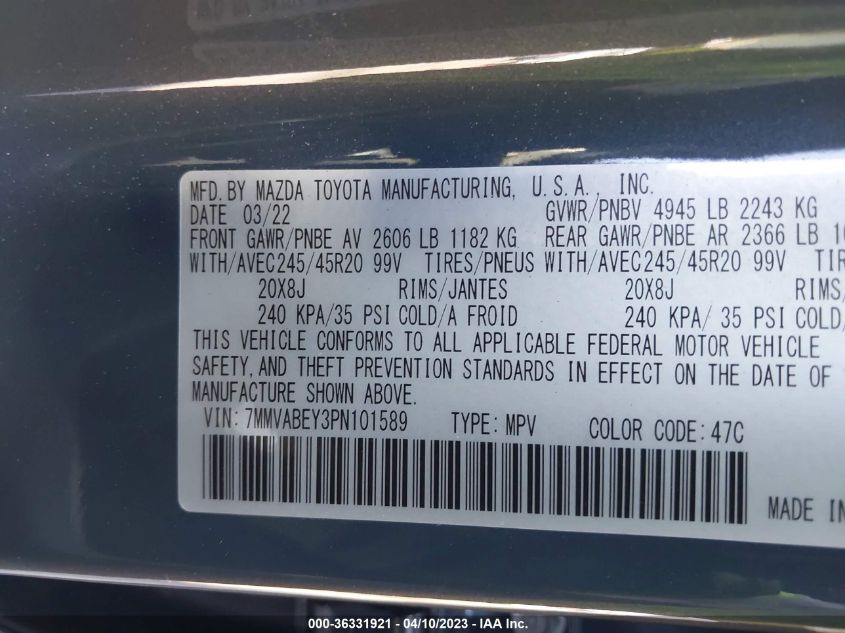 MFD. BY MAZDA TOYOTA MANUFACTURING, U.S.A., INC.
DATE 03/22 GVWR/PNBV 4945 LB 2243 KG
FRONT GAWR/PNBE AV 2606 LB 1182 KG REAR GAWR/PNBE AR 2366 LB
WITH/AVEC245/45R20 99V TIRES/PNEUS WITH/AVEC245/45R20 99V
20X8J RIMS/JANTES 20X8J RIMS/
240 KPA/35 PSI COLD/A FROID 240 KPA/ 35 PSI COLD/
THIS VEHICLE CONFORMS TO ALL APPLICABLE FEDERAL MOTOR VEHICLE
SAFETY, AND THEFT PREVENTION STANDARDS IN EFFECT ON THE DATE OF
MANUFACTURE SHOWN ABOVE.
VIN: 7MMVABEY3PN101589 TYPE: MPV COLOR CODE: 47C
MADE IN
000-36331921 - 04/10/2023 - IAA Inc.